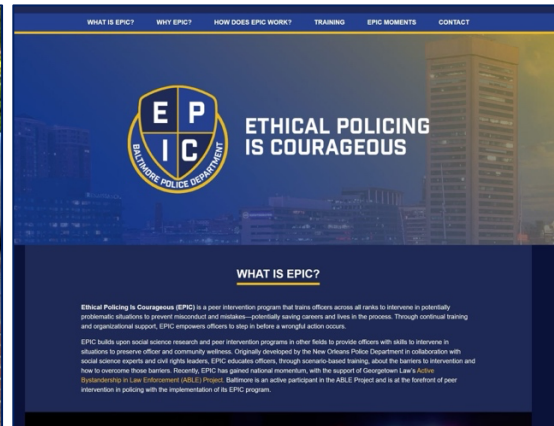 WHAT IS EPIC? WHY EPIC? HOW DOES EPIC WORK? TRAINING EPIC MOMENTS CONTACT
E P
I C
BALTIMORE POLICE DEPARTMENT
ETHICAL POLICING
IS COURAGEOUS
WHAT IS EPIC?
Ethical Policing Is Courageous (EPIC) is a peer intervention program that trains officers across all ranks to intervene in potentially
problematic situations to prevent misconduct and mistakes—potentially saving careers and lives in the process. Through continual training
and organizational support, EPIC empowers officers to step in before a wrongful action occurs.
EPIC builds upon social science research and peer intervention programs in other fields to provide officers with skills to intervene in
situations to preserve officer and community wellness. Originally developed by the New Orleans Police Department in collaboration with
social science experts and civil rights leaders, EPIC educates officers, through scenario-based training, about the barriers to intervention and
how to overcome those barriers. Recently, EPIC has gained national momentum, with the support of Georgetown Law's Active
Bystandership in Law Enforcement (ABLE) Project. Baltimore is an active participant in the ABLE Project and is at the forefront of peer
intervention in policing with the implementation of its EPIC program.